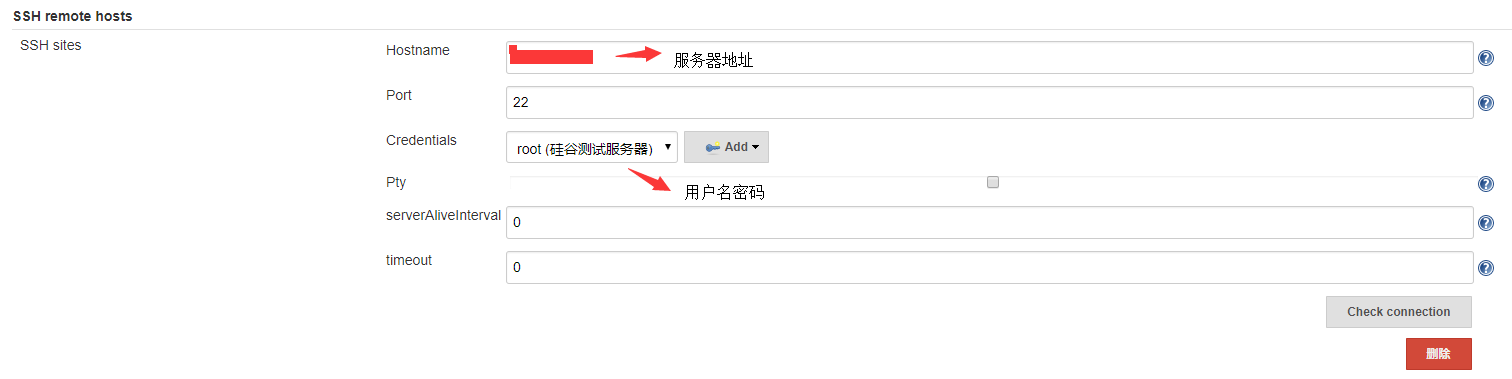 SSH remote hosts
SSH sites
Hostname
服务器地址
Port
22
Credentials
root (硅谷测试服务器)
Add
Pty
用户名密码
serverAliveInterval
0
timeout
0
Check connection
删除